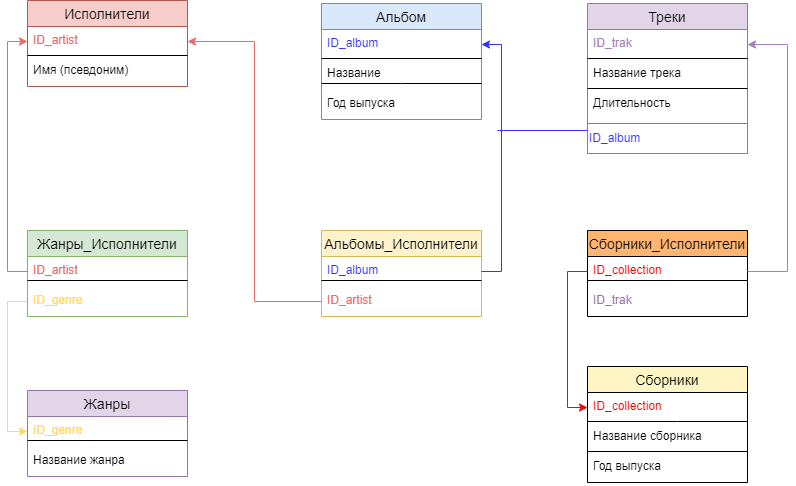 Исполнители
ID_artist
Имя (псевдоним)
Альбом
ID_album
Название
Год выпуска
Треки
ID_trak
Название трека
Длительность
ID_album
Жанры_Исполнители
ID_artist
ID_genre
Альбомы_Исполнители
ID_album
ID_artist
Сборники_Исполнители
ID_collection
ID_trak
Жанры
ID_genre
Название жанра
Сборники
ID_collection
Название сборника
Год выпуска